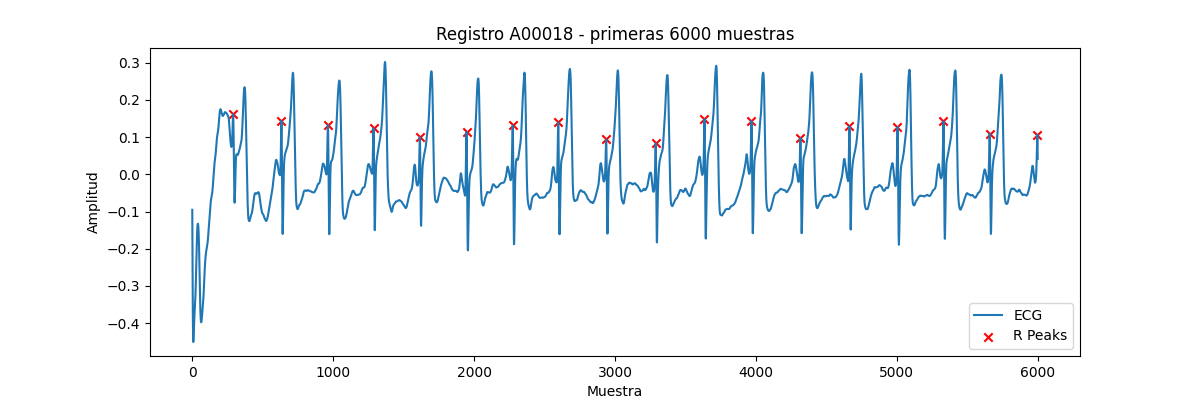 Registro A00018 - primeras 6000 muestras
Amplitud
0.3
0.2
0.1
0.0
−0.1
−0.2
−0.3
−0.4
0 1000 2000 3000 4000 5000 6000
Muestra
ECG
R Peaks